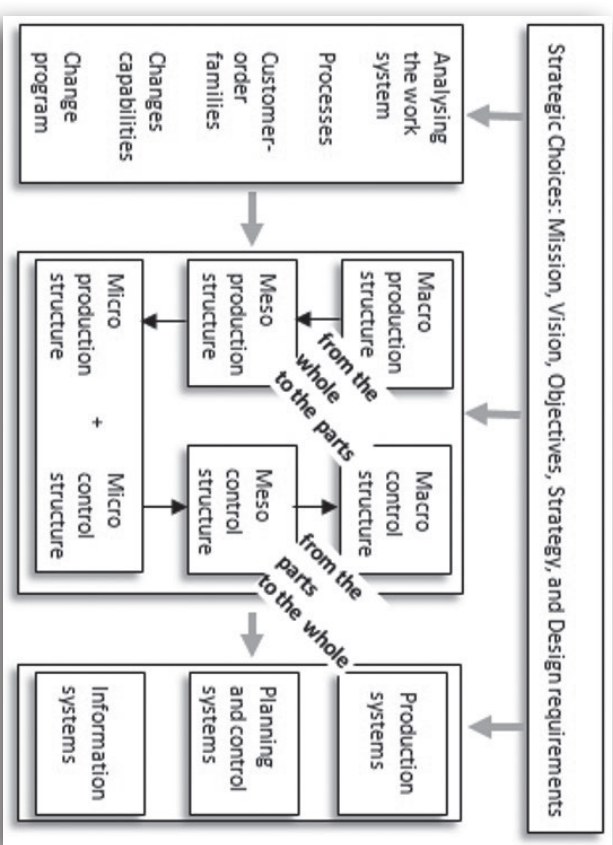 Strategic Choices: Mission, Vision, Objectives, Strategy, and Design requirements
Analysing
the work
system
Processes
Customer-
order
families
Changes
capabilities
Change
program
Macro
production
structure
Meso
production
structure
Micro
production
structure
+
Micro
control
structure
Meso
control
structure
Macro
control
structure
from the
whole
to the parts
from the
parts
to the whole
Production
systems
Planning
and control
systems
Information
systems